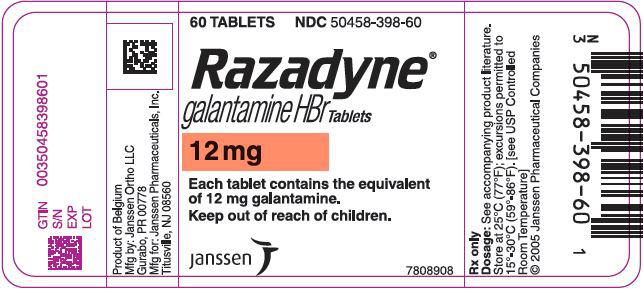 60 TABLETS NDC 50458-398-60
Razadyne®
galantamine HBr Tablets
12 mg
Each tablet contains the equivalent
of 12 mg galantamine.
Keep out of reach of children.
janssen
7808908
GTIN 00350458398601
S/N
EXP
LOT
Product of Belgium
Mfg by: Janssen Ortho LLC
Gurabo, PR 00778
Mfg for: Janssen Pharmaceuticals, Inc.
Titusville, NJ 08560
Rx only
Dosage: See accompanying product literature.
Store at 25°C (77°F); excursions permitted to
15°-30°C (59°-86°F). [see USP Controlled
Room Temperature]
© 2005 Janssen Pharmaceutical Companies
N
3 50458-398-60 1